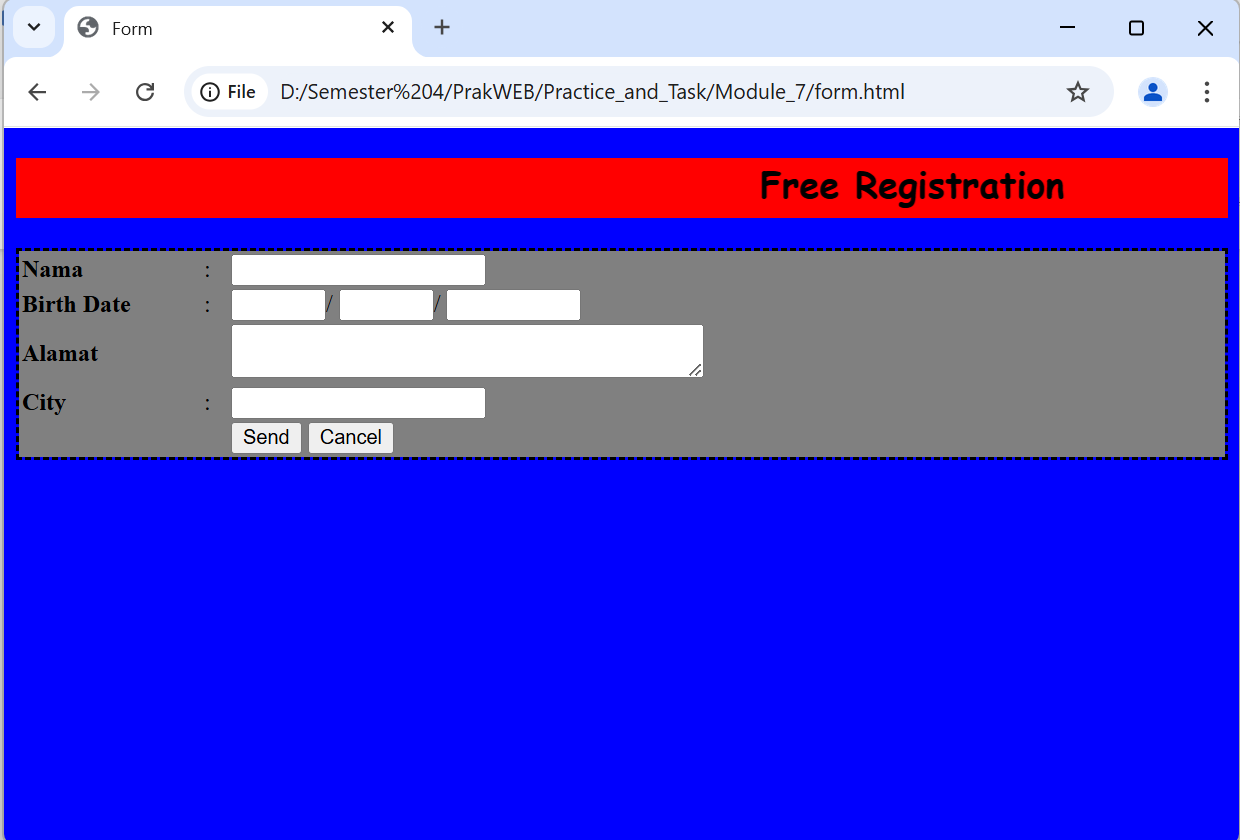 Form
File D:/Semester%204/PrakWEB/Practice_and_Task/Module_7/form.html
Free Registration
Nama :
Birth Date : / /
Alamat
City :
Send Cancel